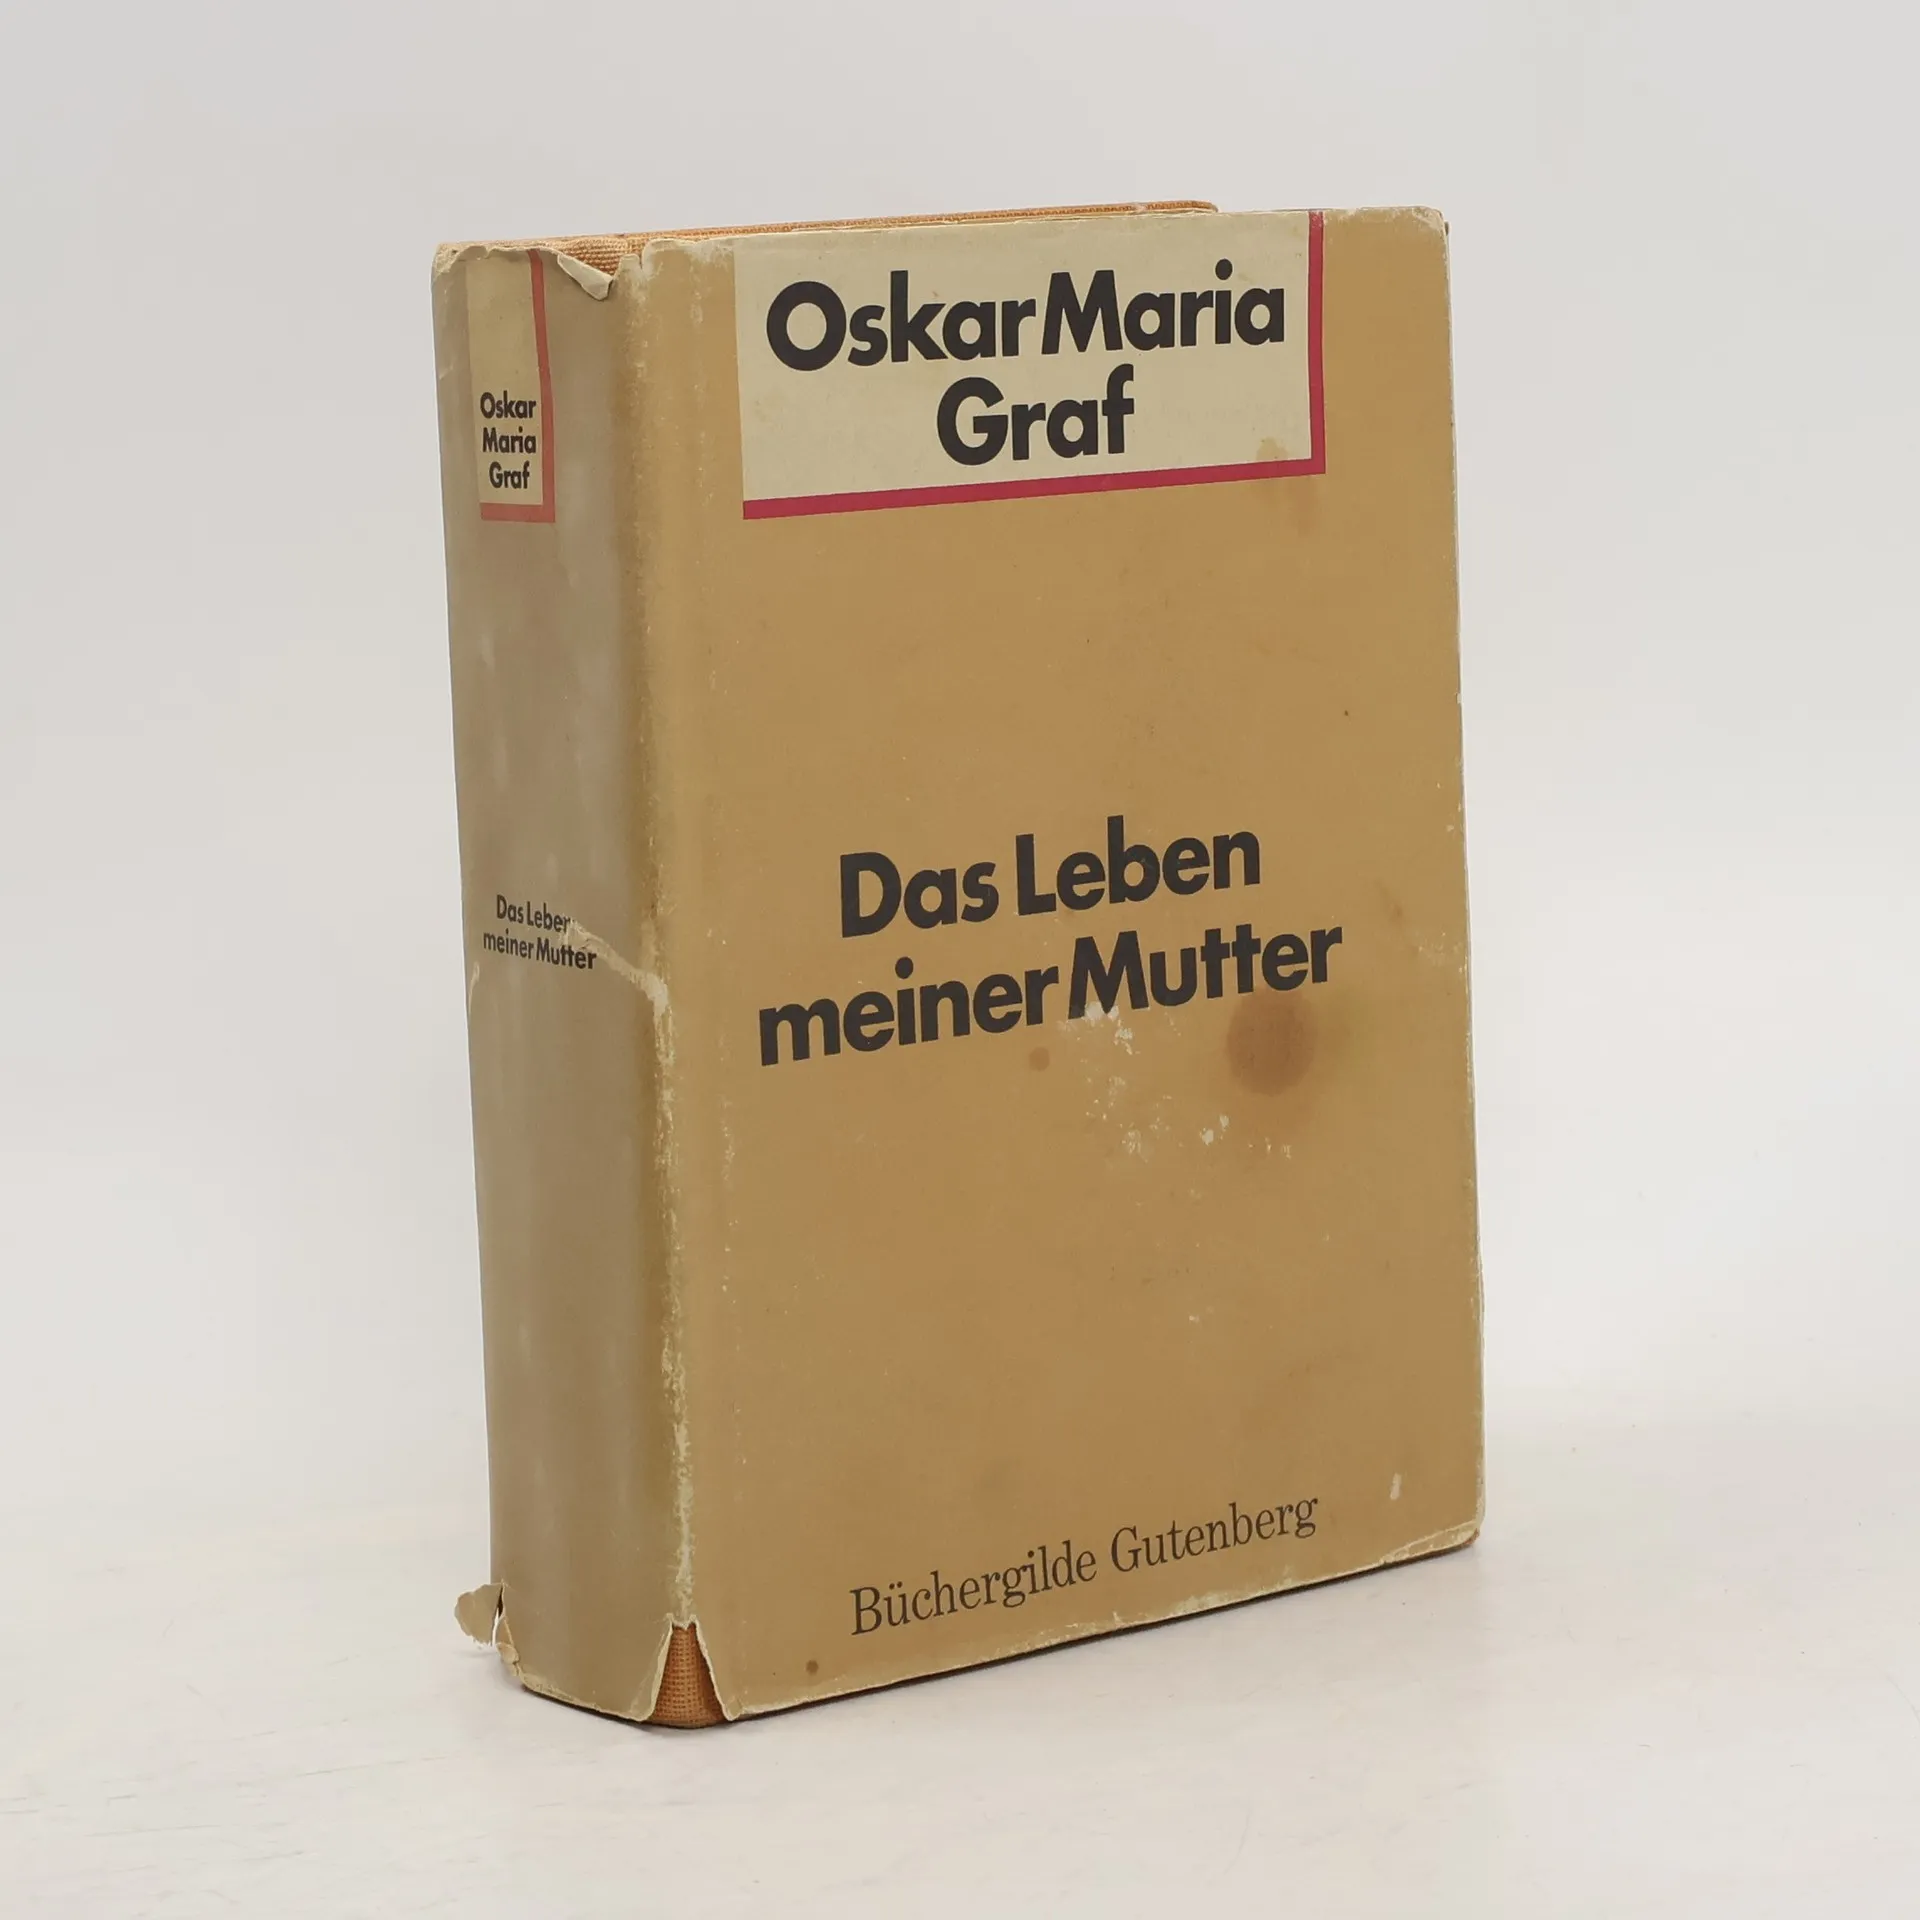 Oskar
Maria
Graf
Das Leben
meiner Mutter
Oskar Maria
Graf
Das Leben
meiner Mutter
Büchergilde Gutenberg